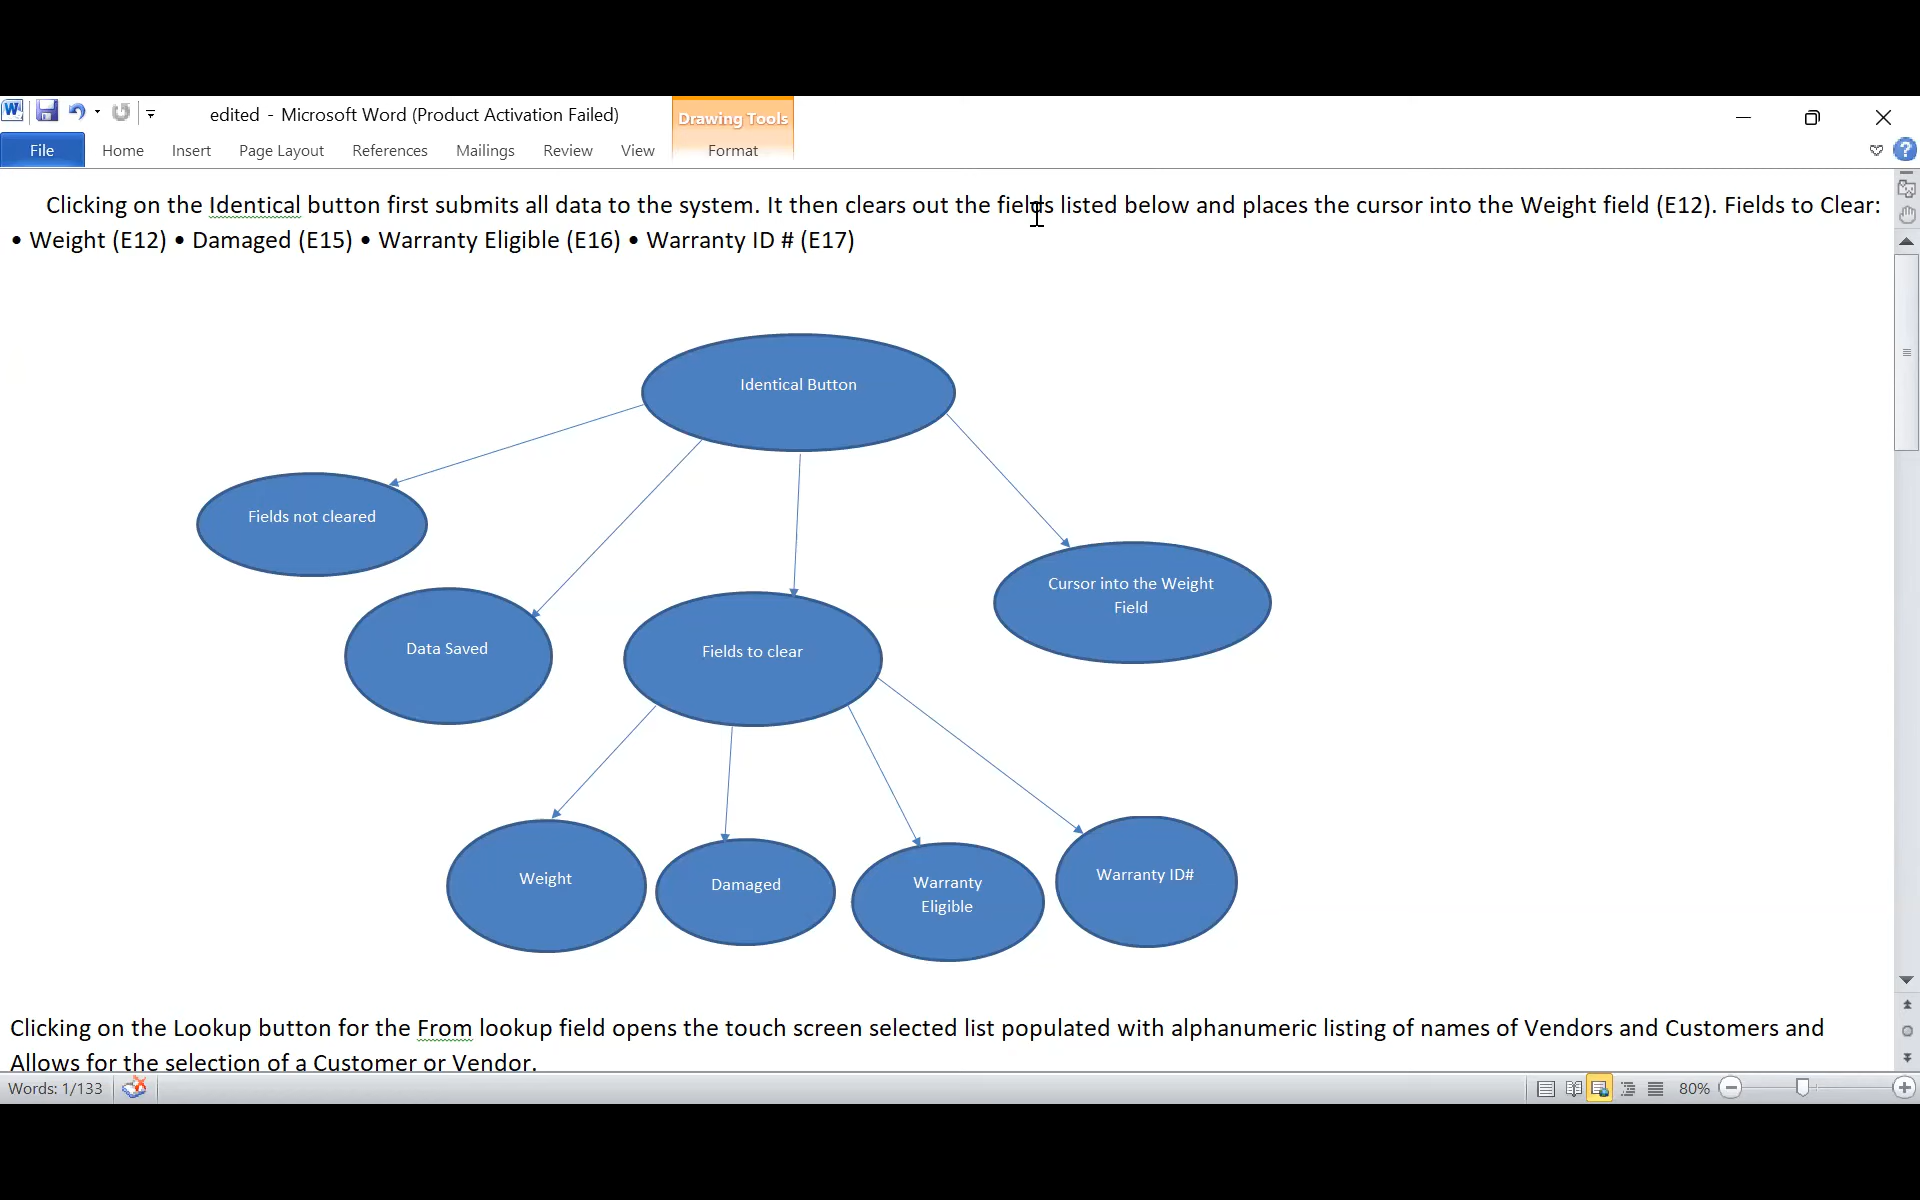 edited - Microsoft Word (Product Activation Failed)
Drawing Tools
File Home Insert Page Layout References Mailings Review View Format
Clicking on the Identical button first submits all data to the system. It then clears out the fields listed below and places the cursor into the Weight field (E12). Fields to Clear:
• Weight (E12) • Damaged (E15) • Warranty Eligible (E16) • Warranty ID # (E17)
Identical Button
Fields not cleared
Cursor into the Weight
Field
Data Saved
Fields to clear
Weight
Damaged
Warranty
Eligible
Warranty ID#
Clicking on the Lookup button for the From lookup field opens the touch screen selected list populated with alphanumeric listing of names of Vendors and Customers and
Allows for the selection of a Customer or Vendor.
Words: 1/133
80%